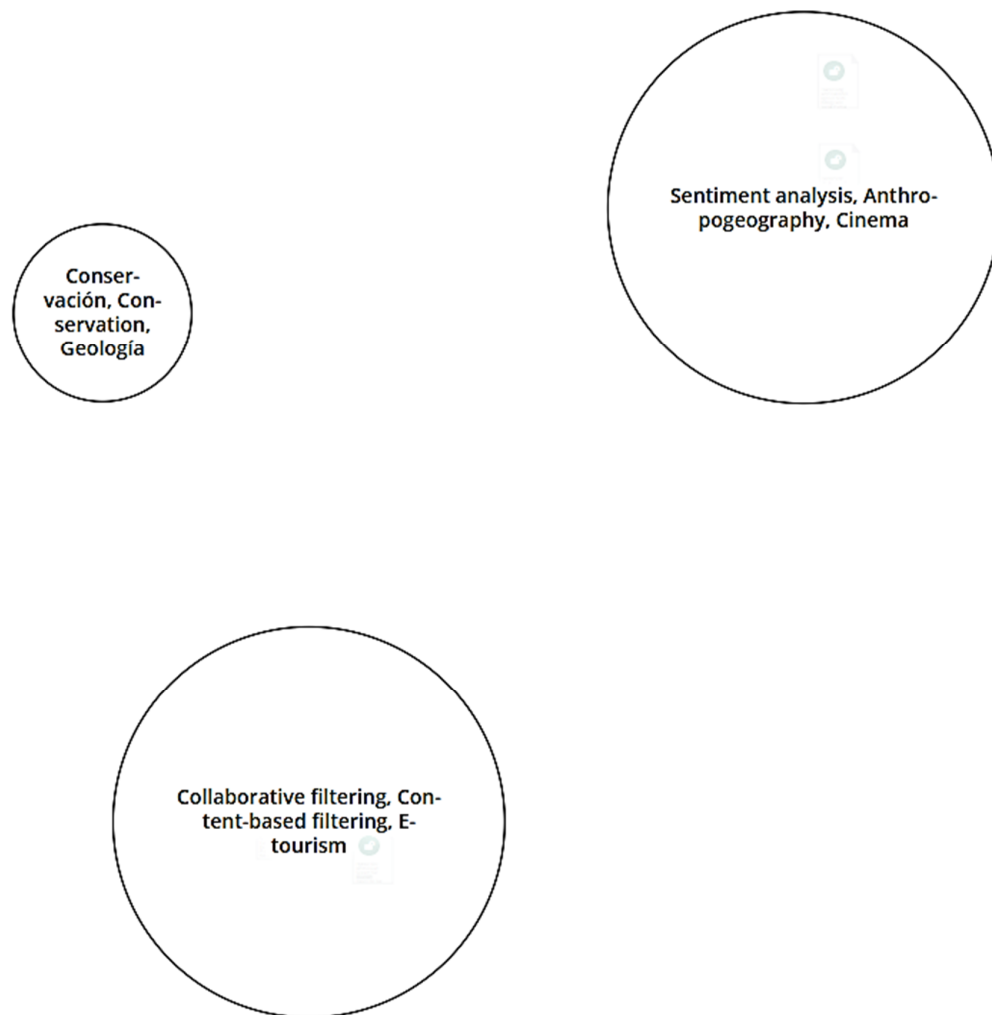 Sentiment analysis, Anthro-
pogeography, Cinema
Conser-
vación, Con-
servation,
Geología
Collaborative filtering, Con-
tent-based filtering, E-
tourism